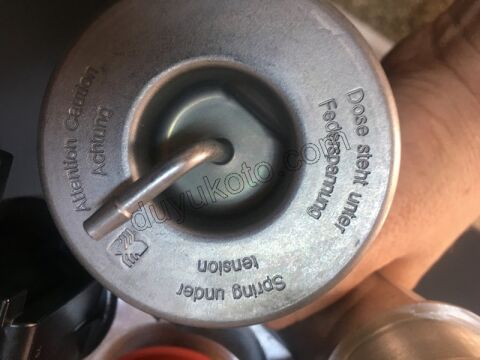 Attention Caution
Achtung
Dose steht unter
Federspannung
Spring under
tension
duyukoto.com